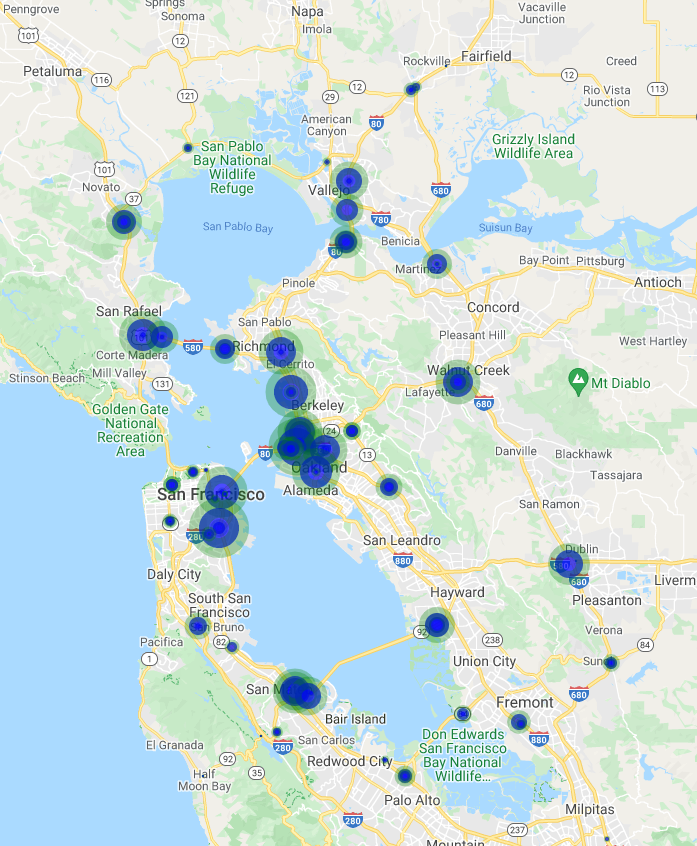 Penngrove
Springs
Sonoma
Napa
Imola
Vacaville
Junction
101
12
Petaluma
116
121
29
12
Rockville
Fairfield
12
Creed
Rio Vista
Junction
113
American
Canyon
80
San Pablo
Bay National
Wildlife
Refuge
Grizzly Island
Wildlife Area
101
Novato
37
Vallejo
680
San Pablo Bay
780
Suisun Bay
80
Benicia
Martinez
Bay Point
Pittsburg
Antioch
Pinole
Concord
San Rafael
San Pablo
101
580
Richmond
Pleasant Hill
West Hartley
Corte Madera
El Cerrito
Mill Valley
Stinson Beach
131
Walnut Creek
Lafayette
Mt Diablo
680
Golden Gate
National
Recreation
Area
Berkeley
24
80
13
Oakland
Danville
Blackhawk
Tassajara
San Francisco
Alameda
San Ramon
280
San Leandro
880
Dublin
580
680
Daly City
Liverm
Pleasanton
South San
Francisco
Hayward
San Bruno
92
238
Verona
Pacifica
82
84
1
Union City
680
San M
Fremont
Bair Island
880
Don Edwards
San Francisco
Bay National
Wildlife...
El Granada
280
San Carlos
92
35
Redwood City
Half
Moon Bay
Palo Alto
280
Milpitas
237
Mountain